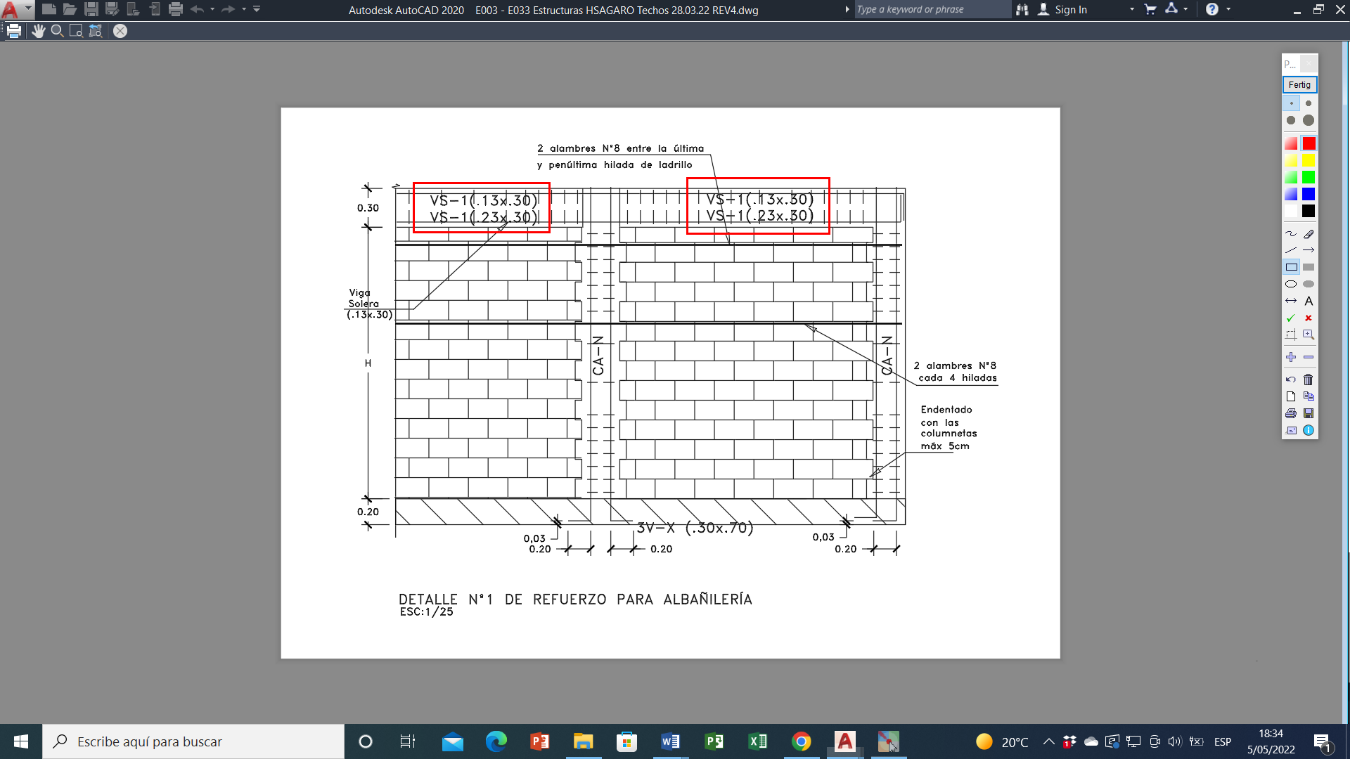 Autodesk AutoCAD 2020 E003 - E033 Estructuras HSAGARO Techos 28.03.22 REV4.dwg
Type a keyword or phrase
Sign In
P...
Fertig
2 alambres N°8 entre la última
y penúltima hilada de ladrillo
VS-1(.13x.30)
VS-1(.23x.30)
VS-1(.13x.30)
VS-1(.23x.30)
0.30
Viga
Solera
(.13x.30)
H
CA-N
CA-N
2 alambres N°8
cada 4 hiladas
Endentado
con las
columnetas
máx 5cm
0.20
3V-X (.30x.70)
0,03
0.20
0.20
0,03
0.20
DETALLE N°1 DE REFUERZO PARA ALBAÑILERÍA
ESC:1/25
Escribe aquí para buscar
20°C
ESP
18:34
5/05/2022
1